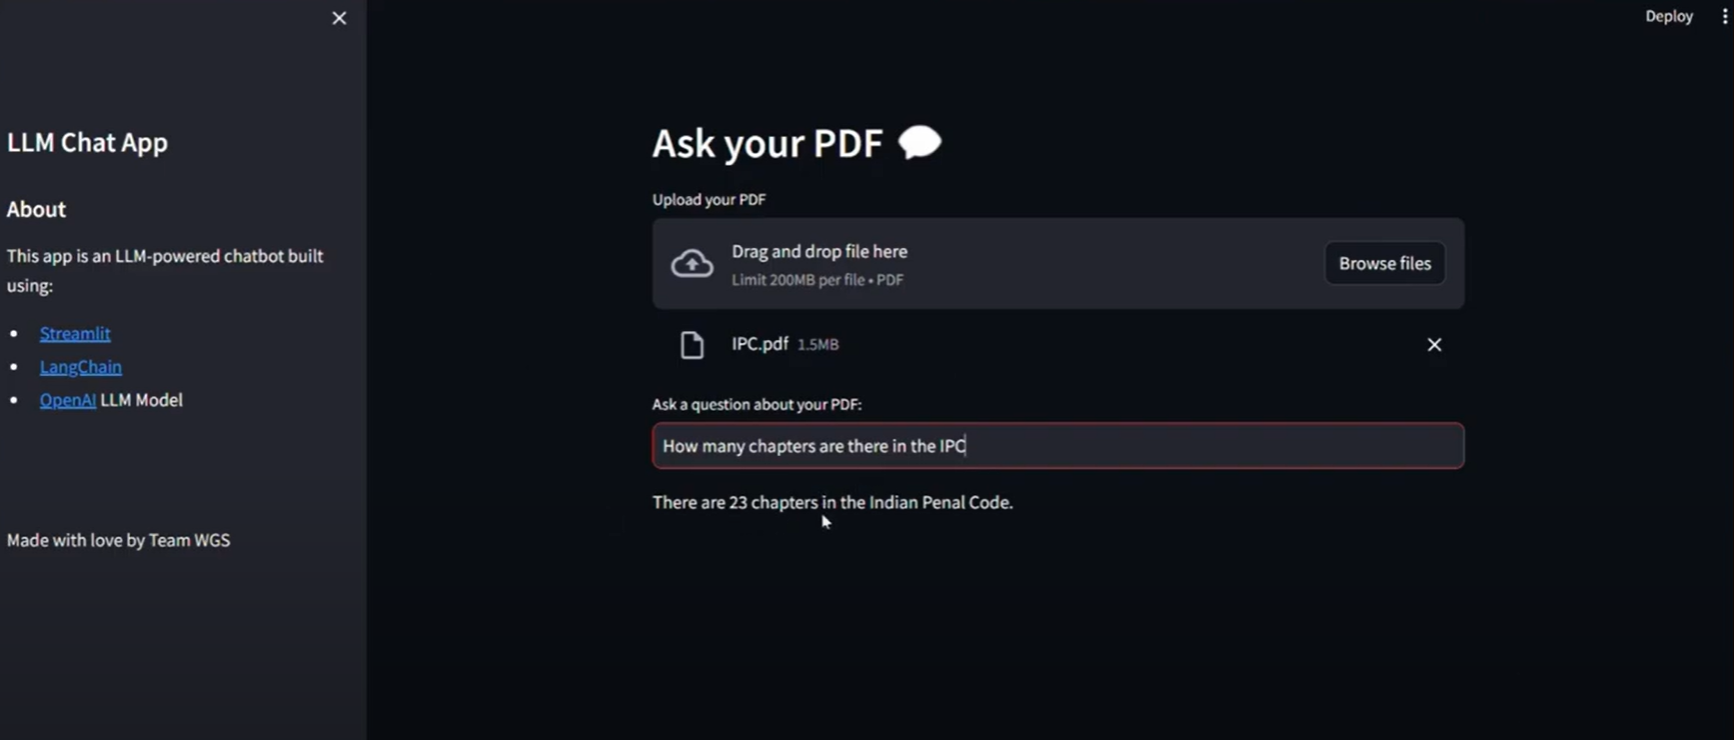 Deploy
LLM Chat App
About
This app is an LLM-powered chatbot built
using:
Streamlit
LangChain
OpenAI LLM Model
Made with love by Team WGS
Ask your PDF
Upload your PDF
Drag and drop file here
Limit 200MB per file • PDF
Browse files
IPC.pdf 1.5MB
Ask a question about your PDF:
How many chapters are there in the IPC
There are 23 chapters in the Indian Penal Code.